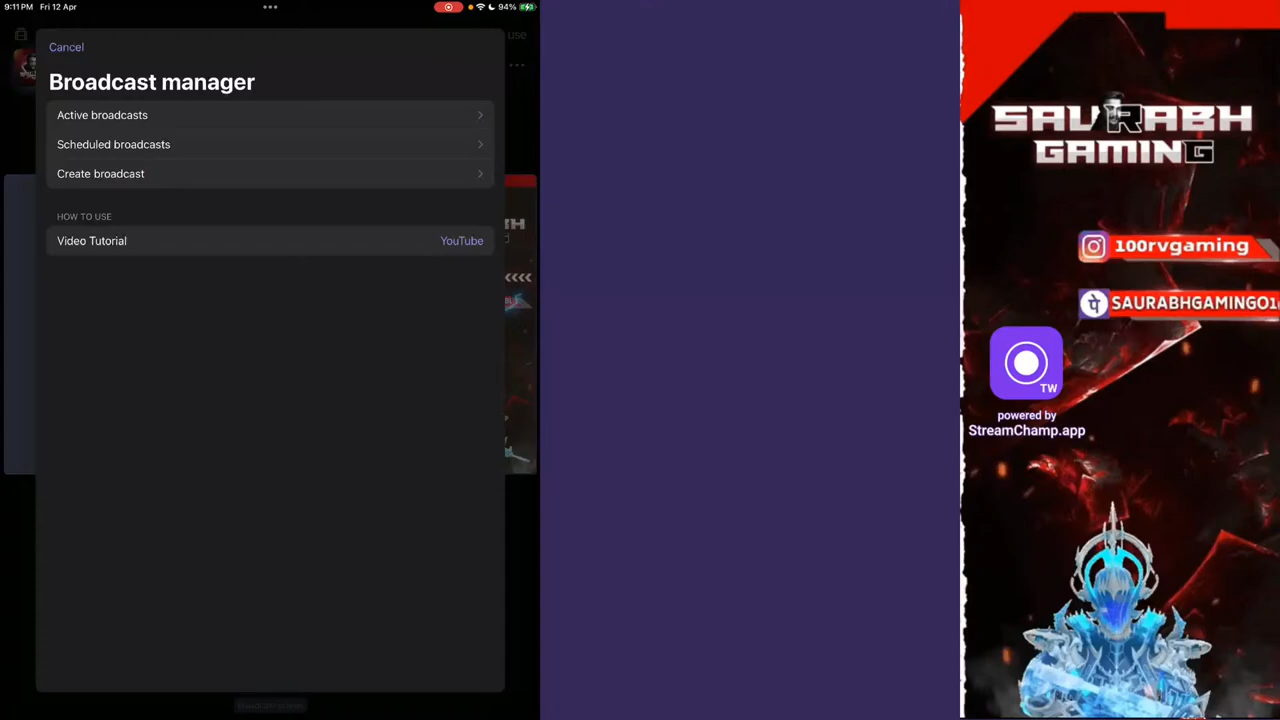 9:11 PM Fri 12 Apr
94%
use
Cancel
Broadcast manager
Active broadcasts
Scheduled broadcasts
Create broadcast
HOW TO USE
Video Tutorial
YouTube
SAURABH
GAMING
100rvgaming
पे SAURABHGAMING01
TW
powered by
StreamChamp.app